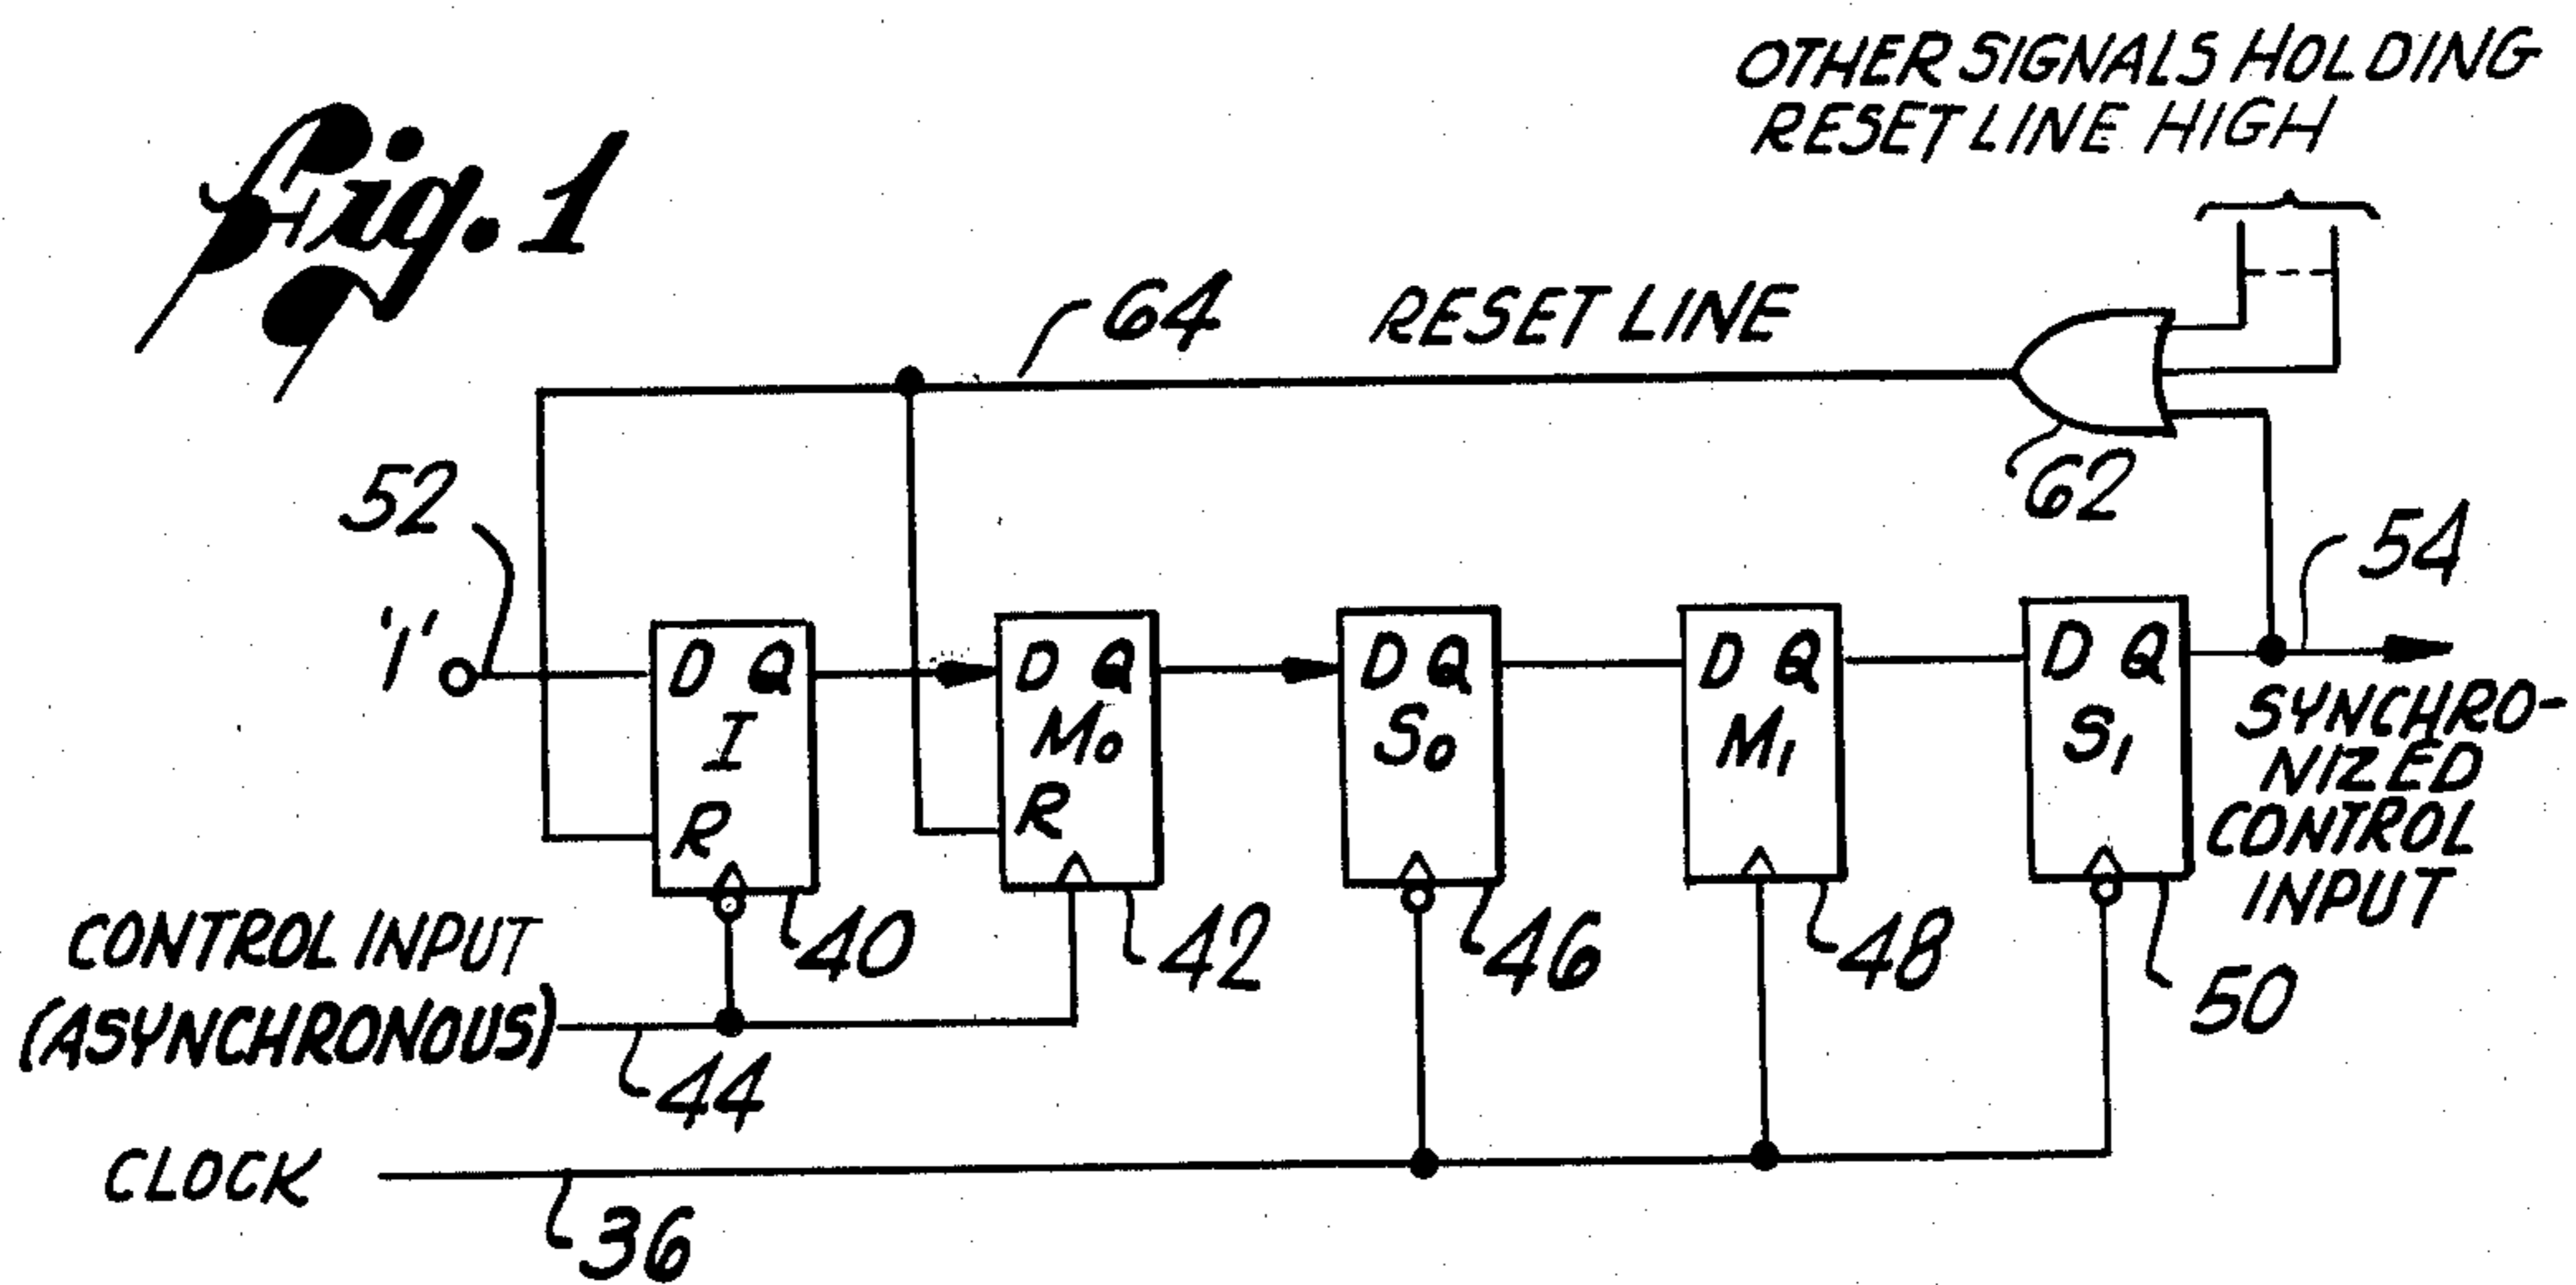 Fig. 1
OTHER SIGNALS HOLDING
RESET LINE HIGH
64
RESET LINE
62
52
'1'
54
D Q
I
R
D Q
M0
R
D Q
S0
D Q
M1
D Q
S1
SYNCHRO-
NIZED
CONTROL
INPUT
40
42
46
48
50
CONTROL INPUT
(ASYNCHRONOUS)
44
CLOCK
36